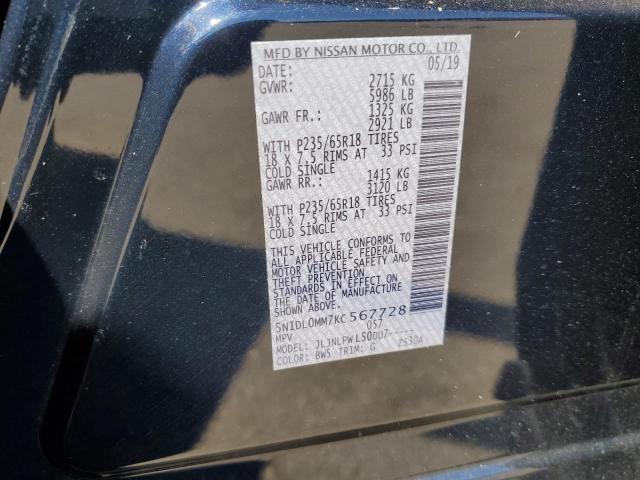 MFD BY NISSAN MOTOR CO., LTD.
DATE: 05/19
GVWR: 2715 KG
5986 LB
GAWR FR.: 1325 KG
2921 LB
WITH P235/65R18 TIRES
18 X 7.5 RIMS AT 33 PSI
COLD SINGLE
GAWR RR.: 1415 KG
3120 LB
WITH P235/65R18 TIRES
18 X 7.5 RIMS AT 33 PSI
COLD SINGLE
THIS VEHICLE CONFORMS TO
ALL APPLICABLE FEDERAL
MOTOR VEHICLE SAFETY AND
THEFT PREVENTION
STANDARDS IN EFFECT ON
THE DATE OF MANUFACTURE
SHOWN ABOVE.
5N1DL0MM7KC567728
MPV 057
MODEL: JLJNLPWL50DU7-----
COLOR: BW5 TRIM: G 25304